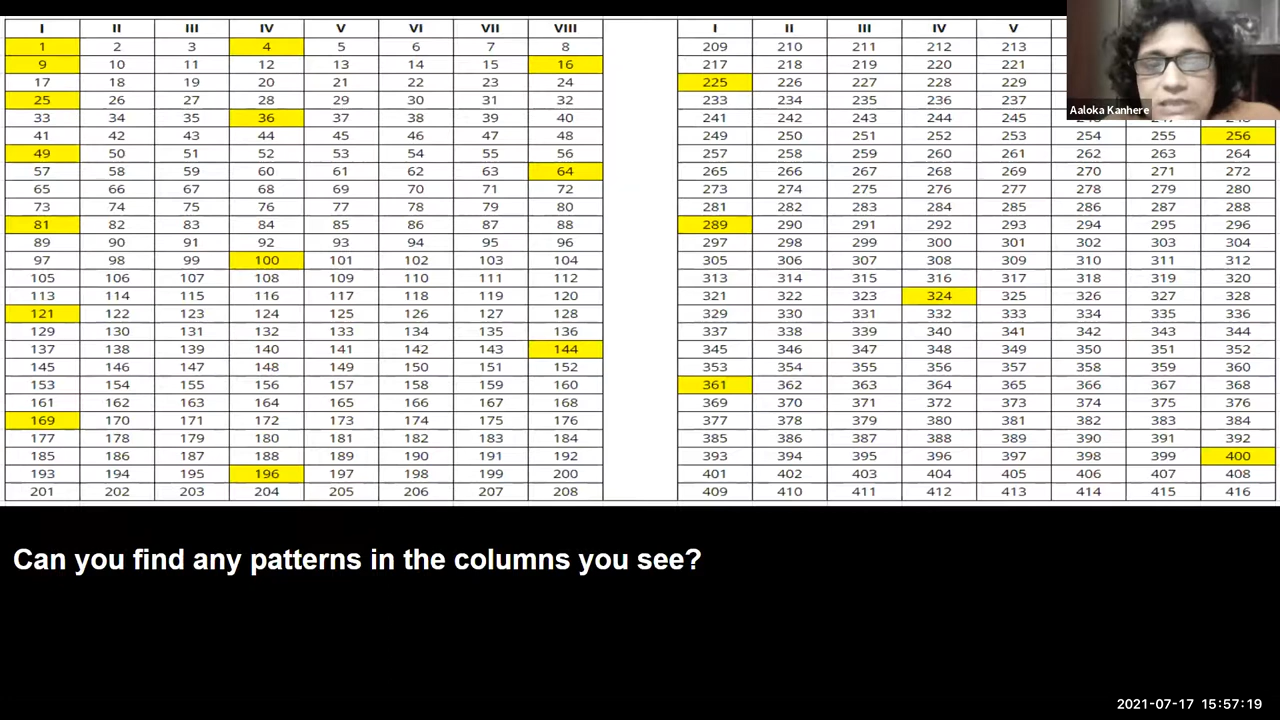 I II III IV V VI VII VIII
1 2 3 4 5 6 7 8
9 10 11 12 13 14 15 16
17 18 19 20 21 22 23 24
25 26 27 28 29 30 31 32
33 34 35 36 37 38 39 40
41 42 43 44 45 46 47 48
49 50 51 52 53 54 55 56
57 58 59 60 61 62 63 64
65 66 67 68 69 70 71 72
73 74 75 76 77 78 79 80
81 82 83 84 85 86 87 88
89 90 91 92 93 94 95 96
97 98 99 100 101 102 103 104
105 106 107 108 109 110 111 112
113 114 115 116 117 118 119 120
121 122 123 124 125 126 127 128
129 130 131 132 133 134 135 136
137 138 139 140 141 142 143 144
145 146 147 148 149 150 151 152
153 154 155 156 157 158 159 160
161 162 163 164 165 166 167 168
169 170 171 172 173 174 175 176
177 178 179 180 181 182 183 184
185 186 187 188 189 190 191 192
193 194 195 196 197 198 199 200
201 202 203 204 205 206 207 208
I II III IV V
209 210 211 212 213
217 218 219 220 221
225 226 227 228 229
233 234 235 236 237
241 242 243 244 245
249 250 251 252 253 254 255 256
257 258 259 260 261 262 263 264
265 266 267 268 269 270 271 272
273 274 275 276 277 278 279 280
281 282 283 284 285 286 287 288
289 290 291 292 293 294 295 296
297 298 299 300 301 302 303 304
305 306 307 308 309 310 311 312
313 314 315 316 317 318 319 320
321 322 323 324 325 326 327 328
329 330 331 332 333 334 335 336
337 338 339 340 341 342 343 344
345 346 347 348 349 350 351 352
353 354 355 356 357 358 359 360
361 362 363 364 365 366 367 368
369 370 371 372 373 374 375 376
377 378 379 380 381 382 383 384
385 386 387 388 389 390 391 392
393 394 395 396 397 398 399 400
401 402 403 404 405 406 407 408
409 410 411 412 413 414 415 416
Aaloka Kanhere
Can you find any patterns in the columns you see?
2021-07-17 15:57:19